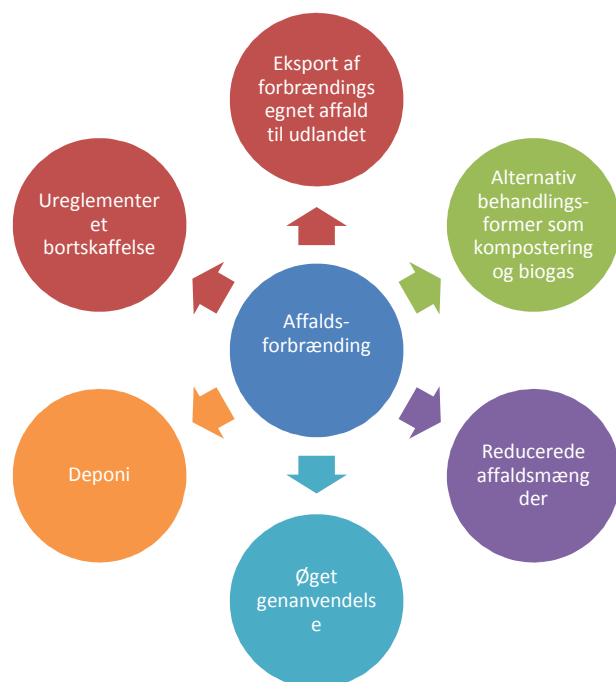 Eksport af
forbrændings
egnet affald
til udlandet
Ureglementer
et
bortskaffelse
Alternativ
behandlings-
former som
kompostering
og biogas
Affalds-
forbrænding
Deponi
Reducerede
affaldsmæng
der
Øget
genanvendels
e